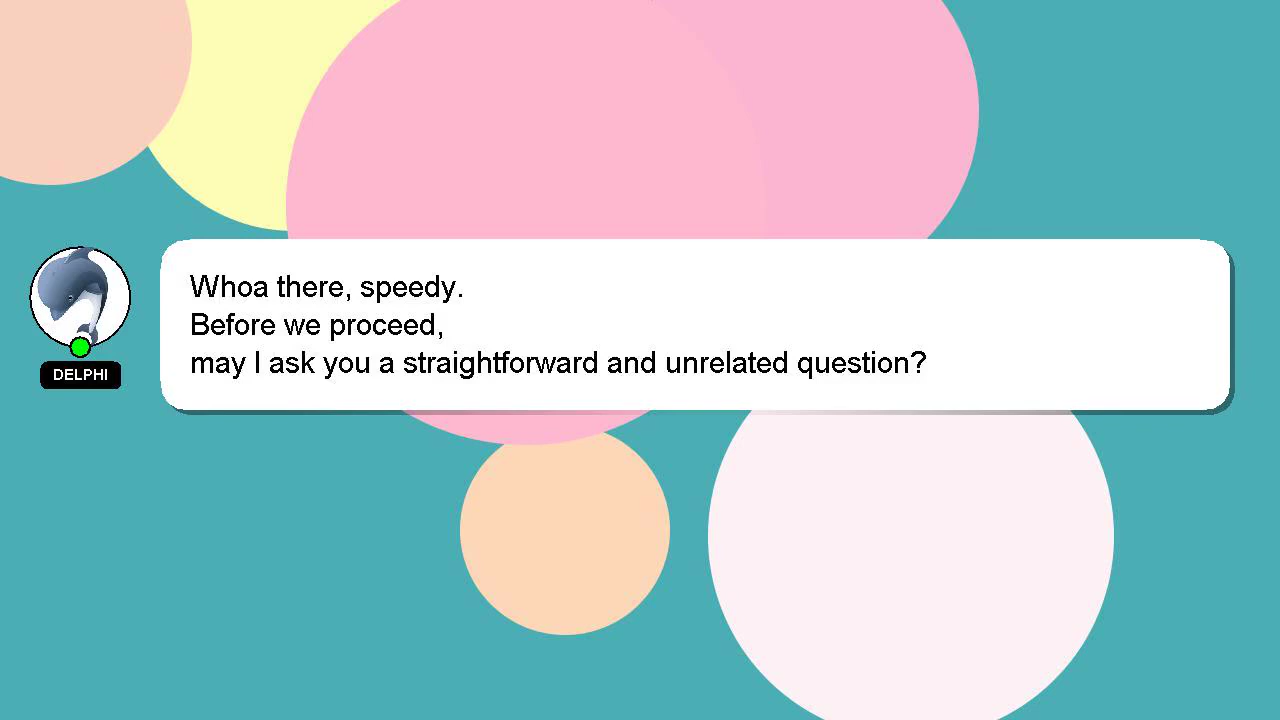 Whoa there, speedy.
Before we proceed,
may I ask you a straightforward and unrelated question?
DELPHI